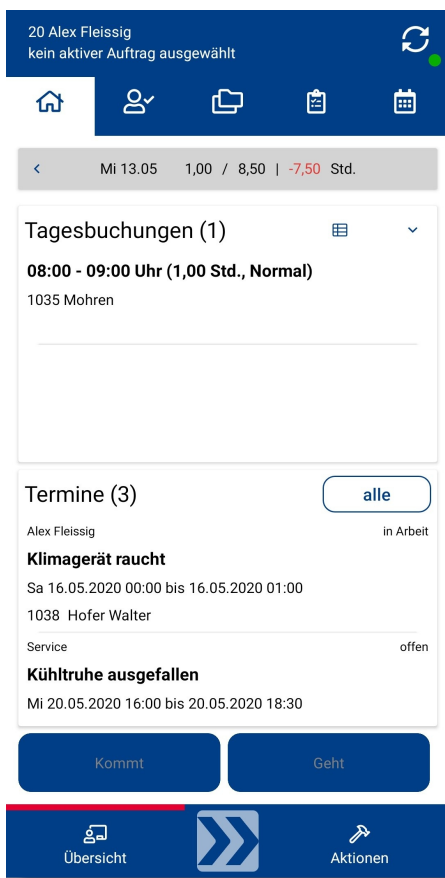 20 Alex Fleissig
kein aktiver Auftrag ausgewählt
Mi 13.05 1,00 / 8,50 | -7,50 Std.
Tagesbuchungen (1)
08:00 - 09:00 Uhr (1,00 Std., Normal)
1035 Mohren
Termine (3) alle
Alex Fleissig in Arbeit
Klimagerät raucht
Sa 16.05.2020 00:00 bis 16.05.2020 01:00
1038 Hofer Walter
Service offen
Kühltruhe ausgefallen
Mi 20.05.2020 16:00 bis 20.05.2020 18:30
Kommt Geht
Übersicht Aktionen